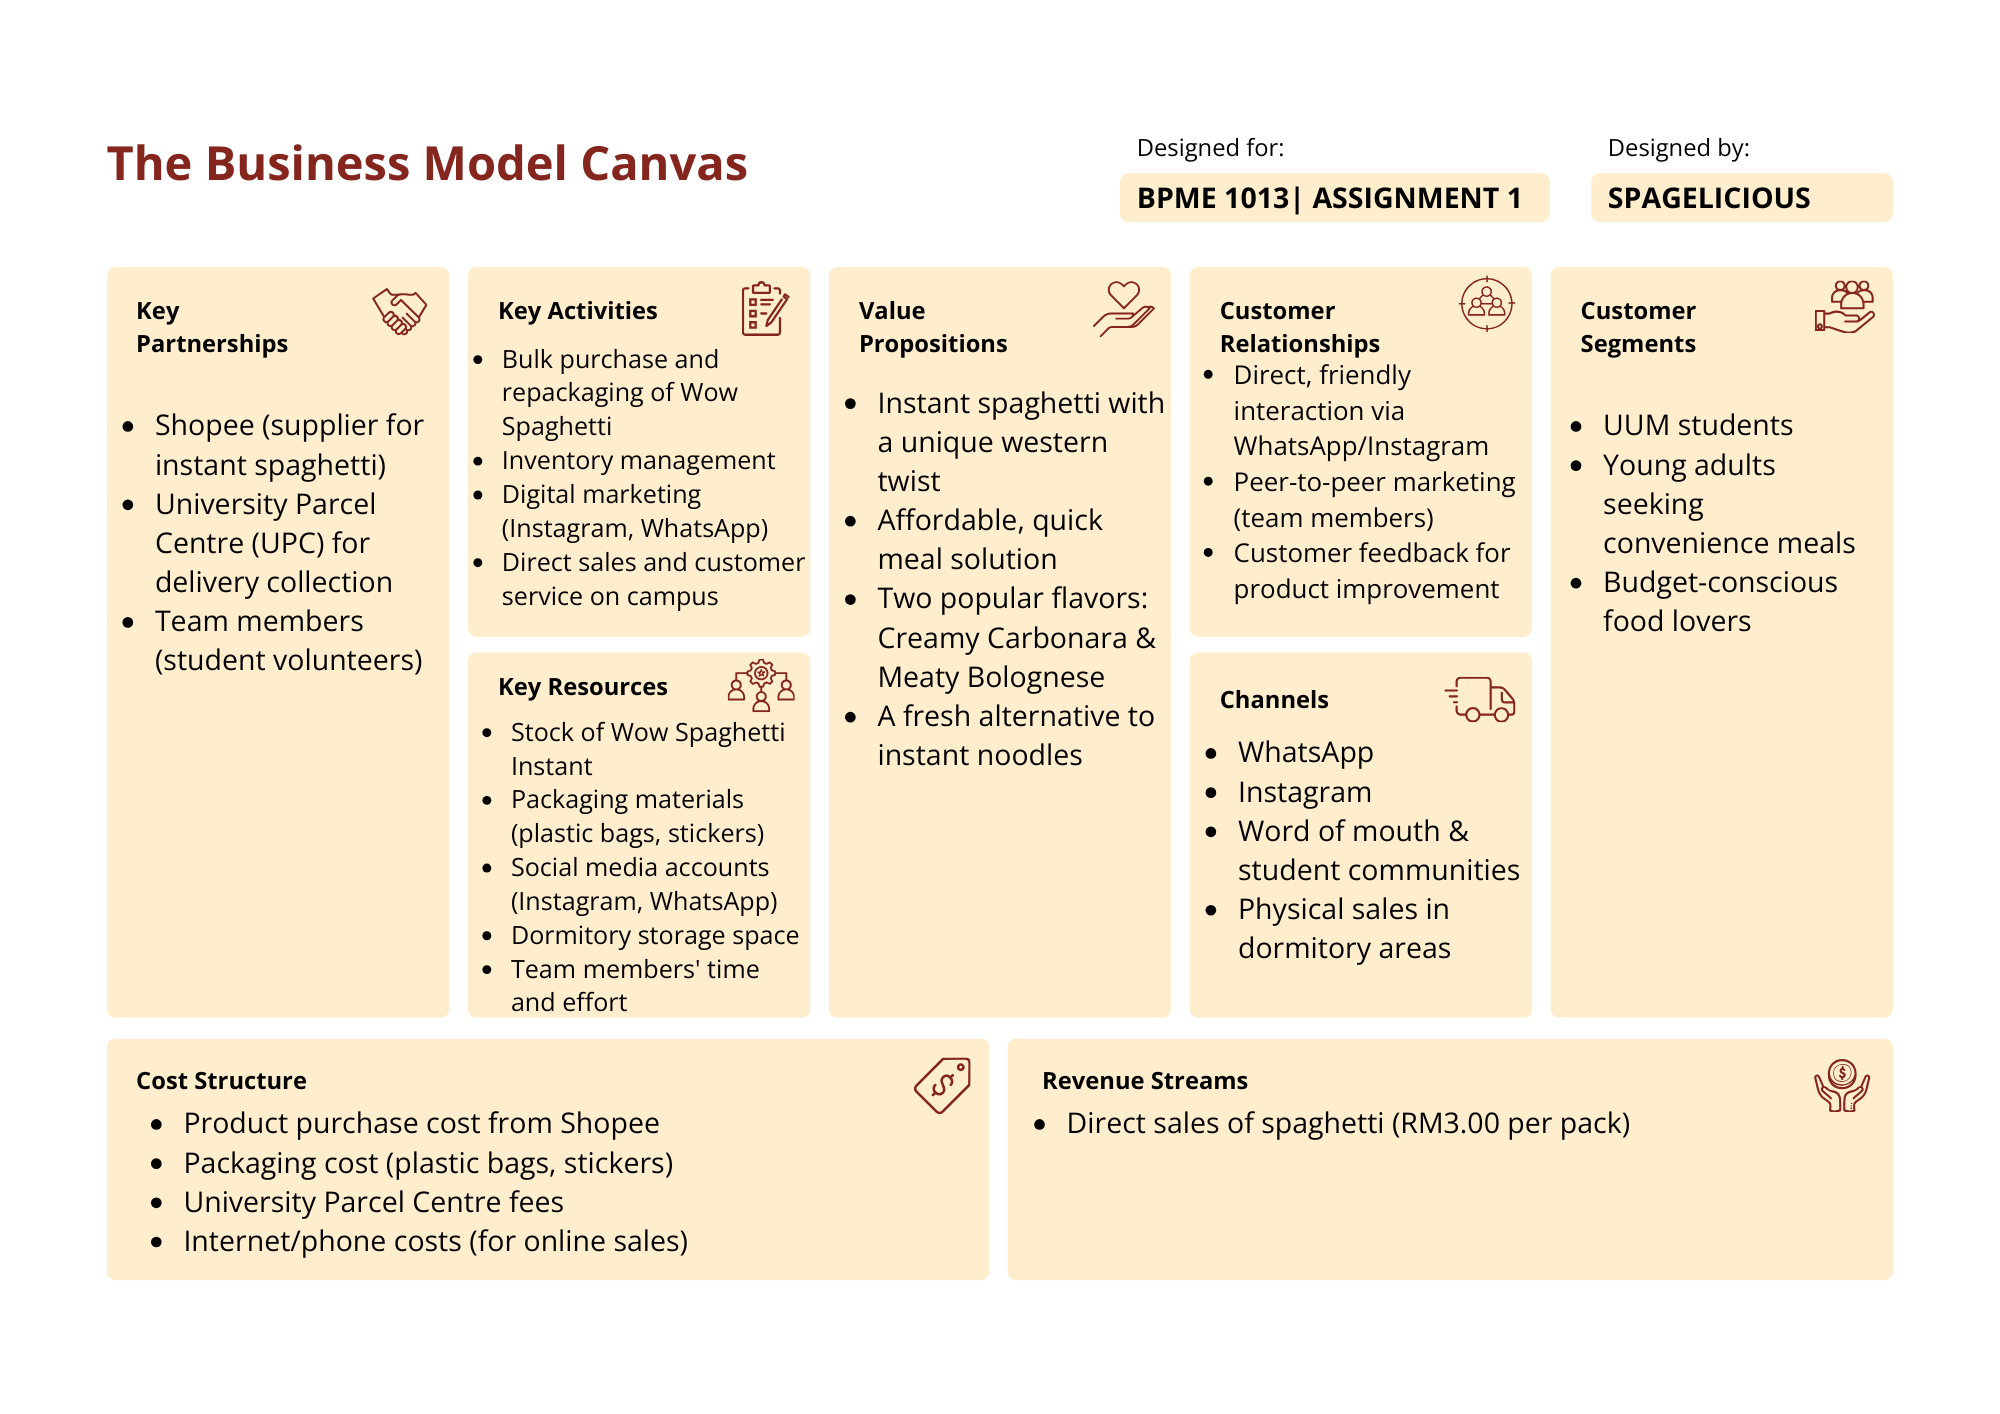 The Business Model Canvas
Designed for:
BPME 1013| ASSIGNMENT 1
Designed by:
SPAGELICIOUS
Key
Partnerships
• Shopee (supplier for
instant spaghetti)
• University Parcel
Centre (UPC) for
delivery collection
• Team members
(student volunteers)
Key Activities
• Bulk purchase and
repackaging of Wow
Spaghetti
• Inventory management
• Digital marketing
(Instagram, WhatsApp)
• Direct sales and customer
service on campus
Key Resources
• Stock of Wow Spaghetti
Instant
• Packaging materials
(plastic bags, stickers)
• Social media accounts
(Instagram, WhatsApp)
• Dormitory storage space
• Team members' time
and effort
Value
Propositions
• Instant spaghetti with
a unique western
twist
• Affordable, quick
meal solution
• Two popular flavors:
Creamy Carbonara &
Meaty Bolognese
• A fresh alternative to
instant noodles
Customer
Relationships
• Direct, friendly
interaction via
WhatsApp/Instagram
• Peer-to-peer marketing
(team members)
• Customer feedback for
product improvement
Channels
• WhatsApp
• Instagram
• Word of mouth &
student communities
• Physical sales in
dormitory areas
Customer
Segments
• UUM students
• Young adults
seeking
convenience meals
• Budget-conscious
food lovers
Cost Structure
• Product purchase cost from Shopee
• Packaging cost (plastic bags, stickers)
• University Parcel Centre fees
• Internet/phone costs (for online sales)
Revenue Streams
• Direct sales of spaghetti (RM3.00 per pack)